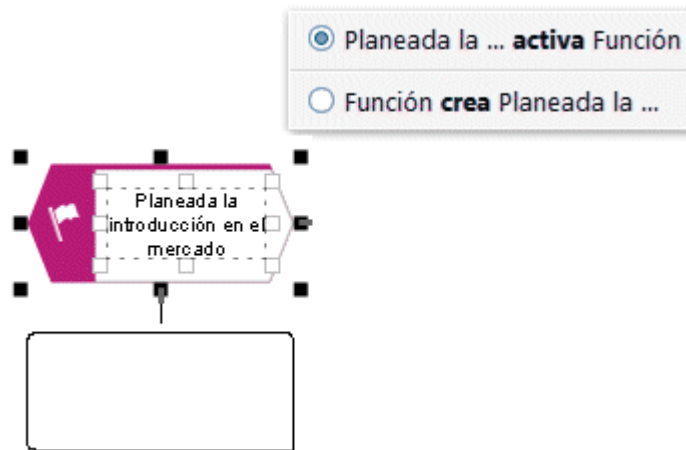 Planeada la ... activa Función
Función crea Planeada la ...
Planeada la
introducción en el
mercado